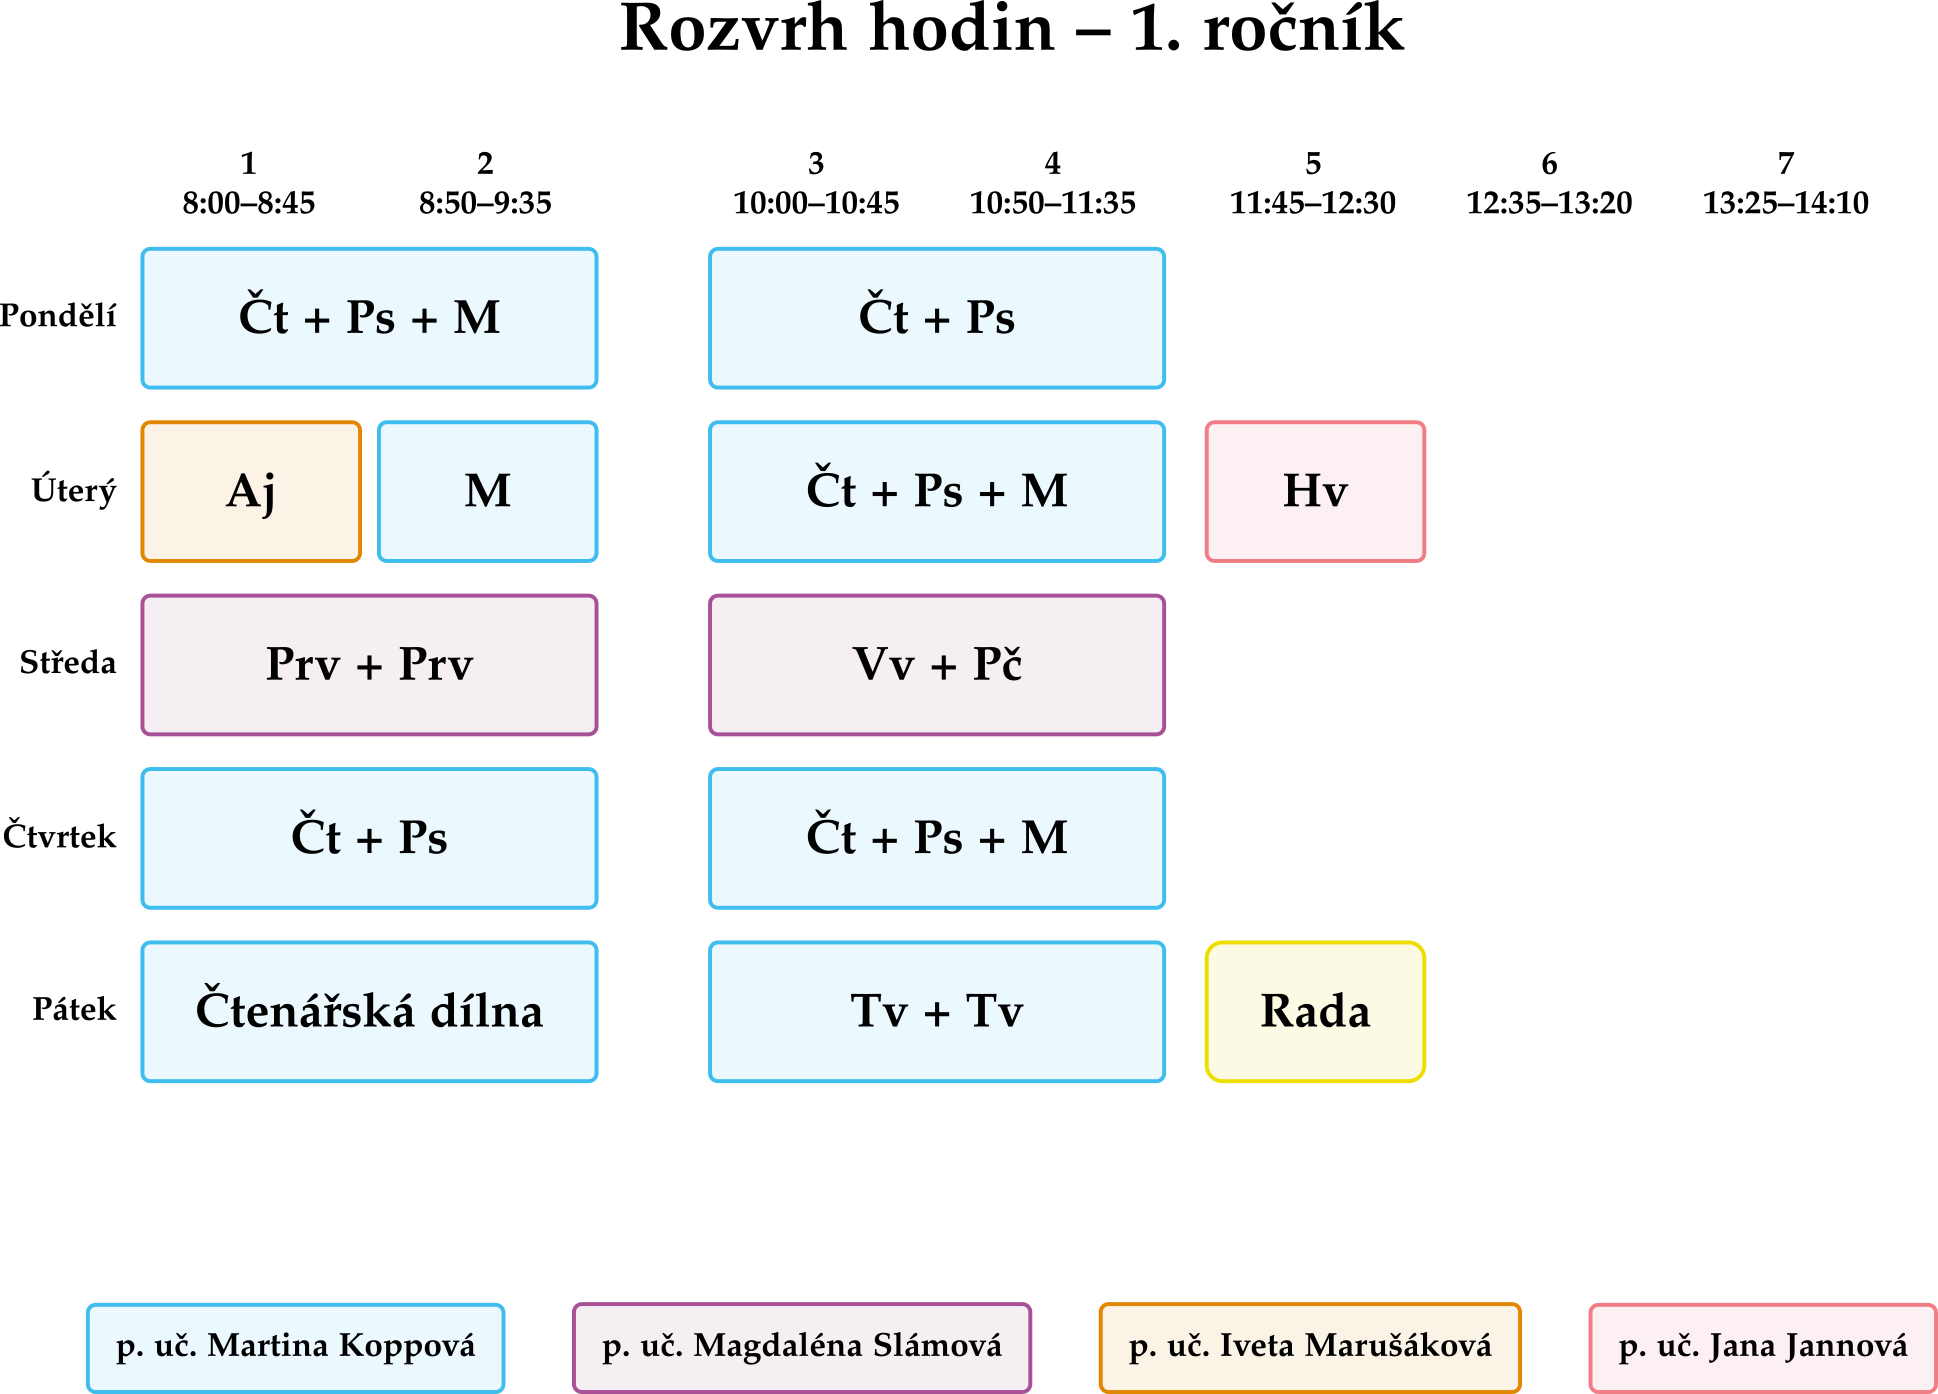 Rozvrh hodin – 1. ročník
1 2 3 4 5 6 7
8:00–8:45 8:50–9:35 10:00–10:45 10:50–11:35 11:45–12:30 12:35–13:20 13:25–14:10
Pondělí Čt + Ps + M Čt + Ps
Úterý Aj M Čt + Ps + M Hv
Středa Prv + Prv Vv + Pč
Čtvrtek Čt + Ps Čt + Ps + M
Pátek Čtenářská dílna Tv + Tv Rada
p. uč. Martina Koppová p. uč. Magdaléna Slámová p. uč. Iveta Marušáková p. uč. Jana Jannová